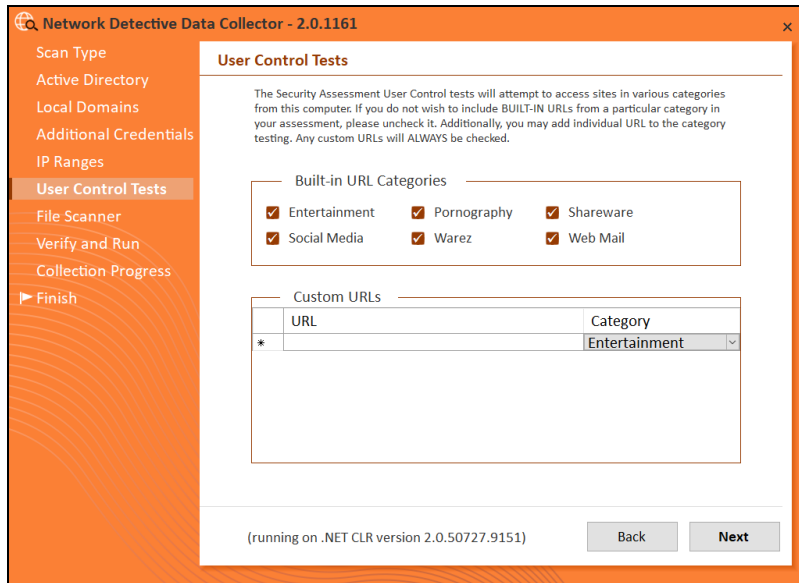 Network Detective Data Collector - 2.0.1161
Scan Type
Active Directory
Local Domains
Additional Credentials
IP Ranges
User Control Tests
File Scanner
Verify and Run
Collection Progress
Finish
User Control Tests
The Security Assessment User Control tests will attempt to access sites in various categories
from this computer. If you do not wish to include BUILT-IN URLs from a particular category in
your assessment, please uncheck it. Additionally, you may add individual URL to the category
testing. Any custom URLs will ALWAYS be checked.
Built-in URL Categories
Entertainment Pornography Shareware
Social Media Warez Web Mail
Custom URLs
URL Category
* Entertainment
(running on .NET CLR version 2.0.50727.9151) Back Next